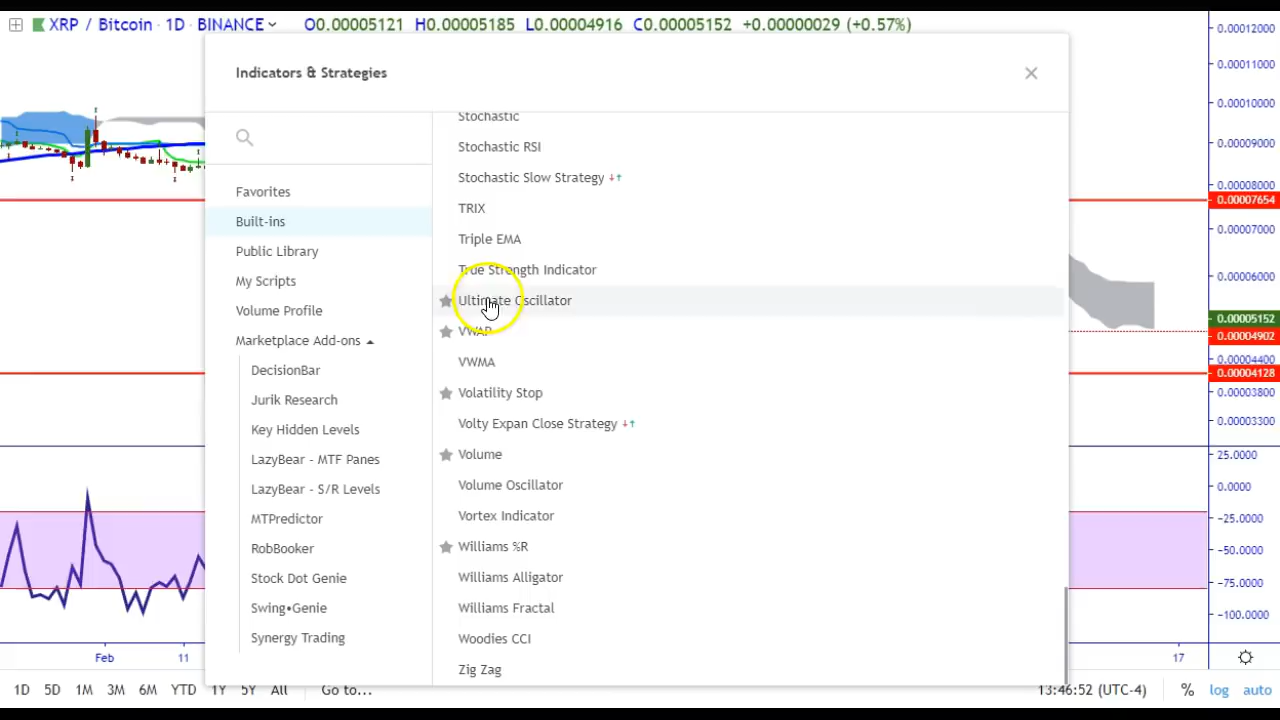 XRP / Bitcoin · 1D · BINANCE O0.00005121 H0.00005185 L0.00004916 C0.00005152 +0.00000029 (+0.57%)
Indicators & Strategies
Favorites
Built-ins
Public Library
My Scripts
Volume Profile
Marketplace Add-ons
DecisionBar
Jurik Research
Key Hidden Levels
LazyBear - MTF Panes
LazyBear - S/R Levels
MTPredictor
RobBooker
Stock Dot Genie
Swing•Genie
Synergy Trading
Stochastic
Stochastic RSI
Stochastic Slow Strategy
TRIX
Triple EMA
True Strength Indicator
Ultimate Oscillator
VWAP
VWMA
Volatility Stop
Volty Expan Close Strategy
Volume
Volume Oscillator
Vortex Indicator
Williams %R
Williams Alligator
Williams Fractal
Woodies CCI
Zig Zag
0.00012000
0.00011000
0.00010000
0.00009000
0.00008000
0.00007654
0.00007000
0.00006000
0.00005152
0.00004902
0.00004400
0.00004128
0.00003800
0.00003300
25.0000
0.0000
-25.0000
-50.0000
-75.0000
-100.0000
Feb 11 17
1D 5D 1M 3M 6M YTD 1Y 5Y All Go to... 13:46:52 (UTC-4) % log auto